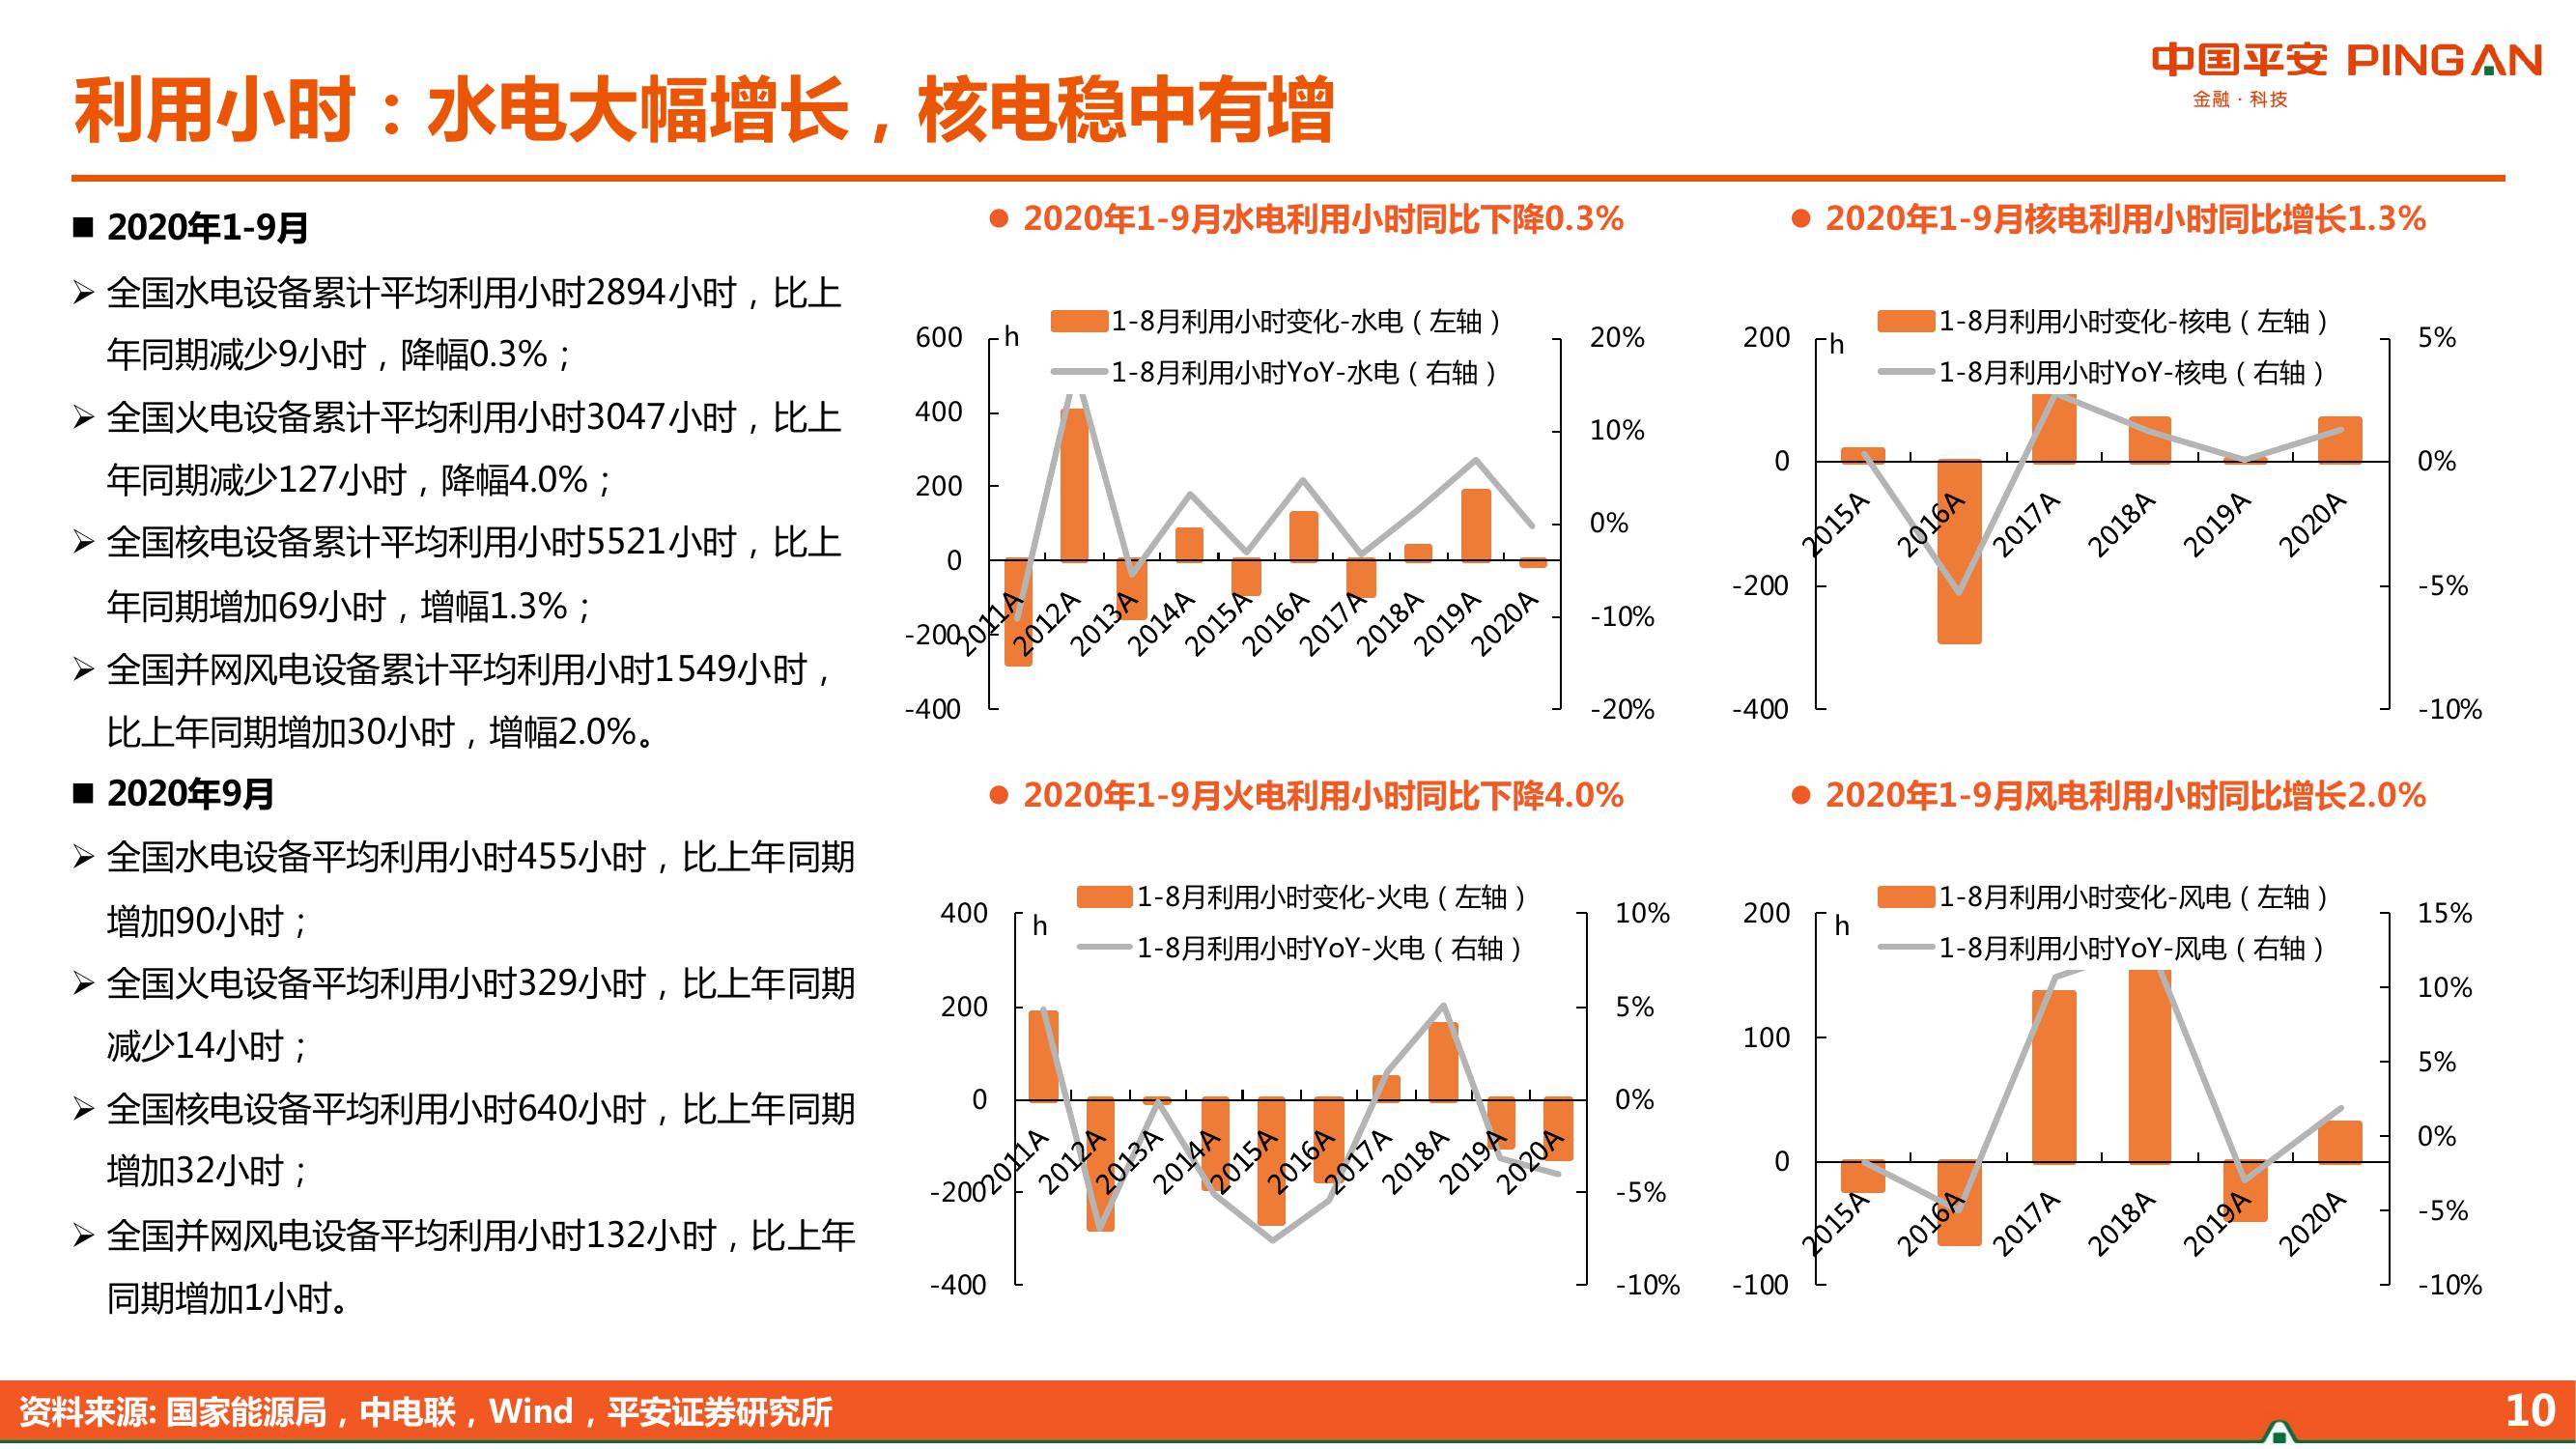 利用小时：水电大幅增长，核电稳中有增
中国平安 PINGAN
金融·科技
■ 2020年1-9月
➢ 全国水电设备累计平均利用小时2894小时，比上
年同期减少9小时，降幅0.3%；
➢ 全国火电设备累计平均利用小时3047小时，比上
年同期减少127小时，降幅4.0%；
➢ 全国核电设备累计平均利用小时5521小时，比上
年同期增加69小时，增幅1.3%；
➢ 全国并网风电设备累计平均利用小时1549小时，
比上年同期增加30小时，增幅2.0%。
■ 2020年9月
➢ 全国水电设备平均利用小时455小时，比上年同期
增加90小时；
➢ 全国火电设备平均利用小时329小时，比上年同期
减少14小时；
➢ 全国核电设备平均利用小时640小时，比上年同期
增加32小时；
➢ 全国并网风电设备平均利用小时132小时，比上年
同期增加1小时。
● 2020年1-9月水电利用小时同比下降0.3%
1-8月利用小时变化-水电（左轴）
1-8月利用小时YoY-水电（右轴）
h
600
400
200
0
-200
-400
20%
10%
0%
-10%
-20%
2011A 2012A 2013A 2014A 2015A 2016A 2017A 2018A 2019A 2020A
● 2020年1-9月核电利用小时同比增长1.3%
1-8月利用小时变化-核电（左轴）
1-8月利用小时YoY-核电（右轴）
h
200
0
-200
-400
5%
0%
-5%
-10%
2015A 2016A 2017A 2018A 2019A 2020A
● 2020年1-9月火电利用小时同比下降4.0%
1-8月利用小时变化-火电（左轴）
1-8月利用小时YoY-火电（右轴）
h
400
200
0
-200
-400
10%
5%
0%
-5%
-10%
2011A 2012A 2013A 2014A 2015A 2016A 2017A 2018A 2019A 2020A
● 2020年1-9月风电利用小时同比增长2.0%
1-8月利用小时变化-风电（左轴）
1-8月利用小时YoY-风电（右轴）
h
200
100
0
-100
15%
10%
5%
0%
-5%
-10%
2015A 2016A 2017A 2018A 2019A 2020A
资料来源: 国家能源局，中电联，Wind，平安证券研究所
10